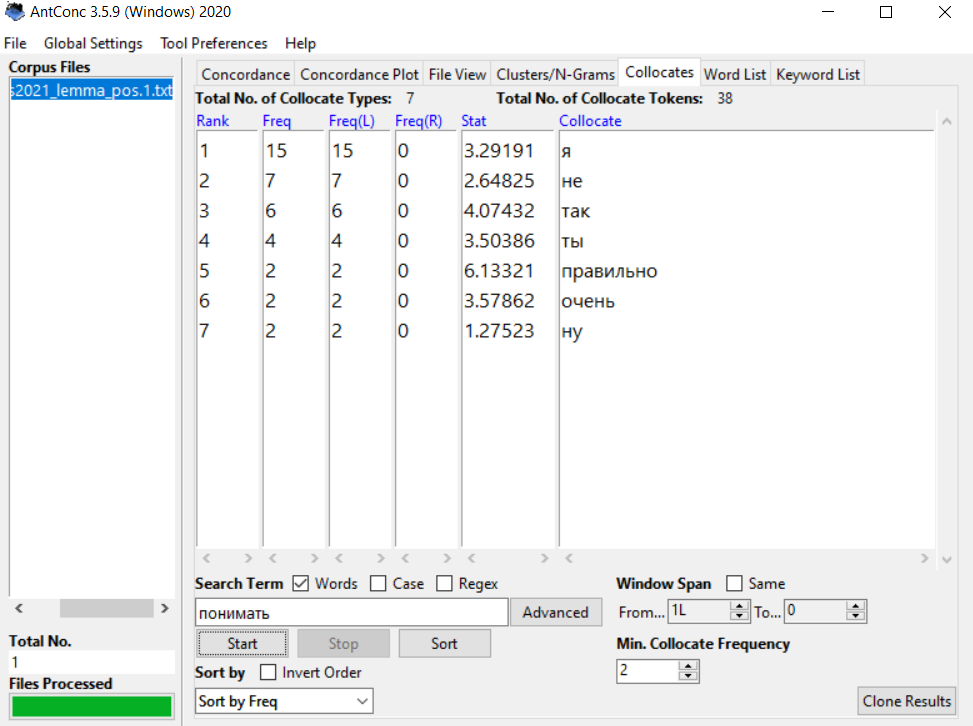 AntConc 3.5.9 (Windows) 2020
File Global Settings Tool Preferences Help
Corpus Files
s2021_lemma_pos.1.txt
Concordance Concordance Plot File View Clusters/N-Grams Collocates Word List Keyword List
Total No. of Collocate Types: 7 Total No. of Collocate Tokens: 38
Rank Freq Freq(L) Freq(R) Stat Collocate
1 15 15 0 3.29191 я
2 7 7 0 2.64825 не
3 6 6 0 4.07432 так
4 4 4 0 3.50386 ты
5 2 2 0 6.13321 правильно
6 2 2 0 3.57862 очень
7 2 2 0 1.27523 ну
Search Term Words Case Regex Window Span Same
понимать Advanced From... 1L To... 0
Start Stop Sort Min. Collocate Frequency
Total No.
1
Sort by Invert Order 2
Files Processed
Sort by Freq Clone Results